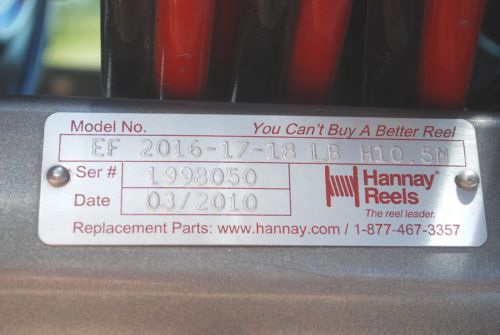 Model No. You Can't Buy A Better Reel
EF 2016-17-18 LB H10.5M
Ser # 1998050
Hannay®
Reels
Date 03/2010
The reel leader.
Replacement Parts: www.hannay.com / 1-877-467-3357